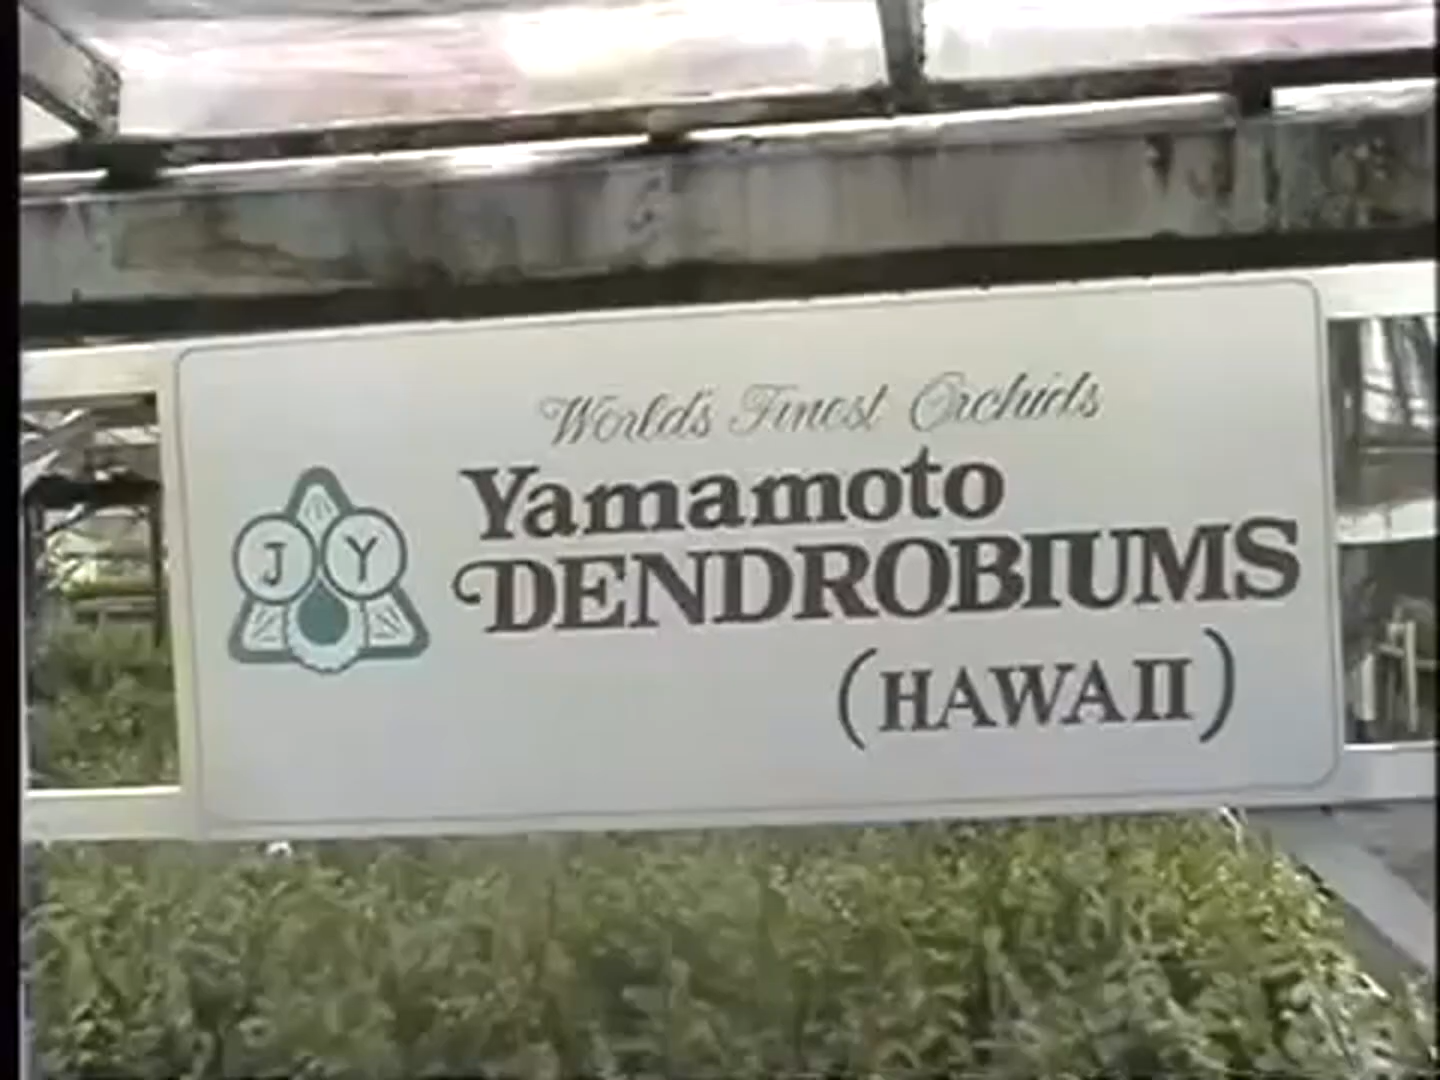 World's Finest Orchids
Yamamoto
DENDROBIUMS
(HAWAII)
J Y